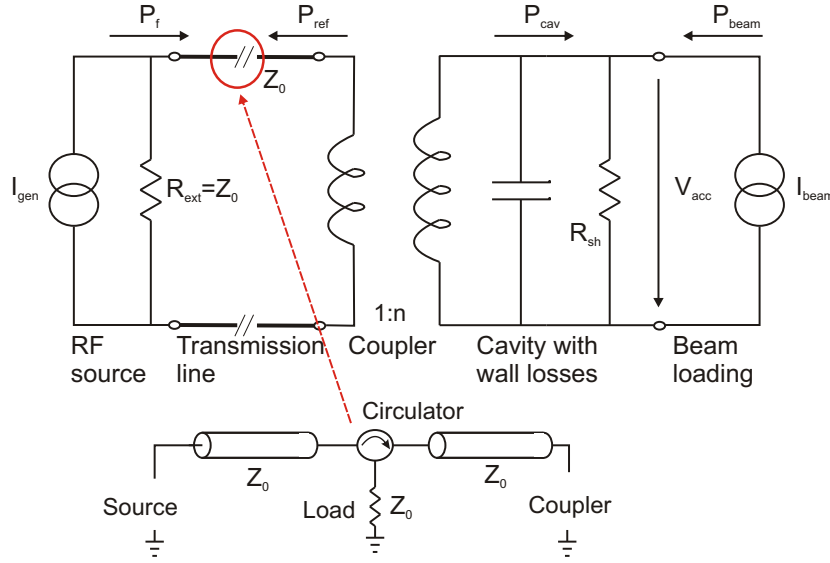 P_f P_ref P_cav P_beam
Z_0
I_gen R_ext=Z_0 R_sh V_acc I_beam
1:n
RF source
Transmission line
Coupler
Cavity with wall losses
Beam loading
Circulator
Z_0 Z_0
Source Load Z_0 Coupler